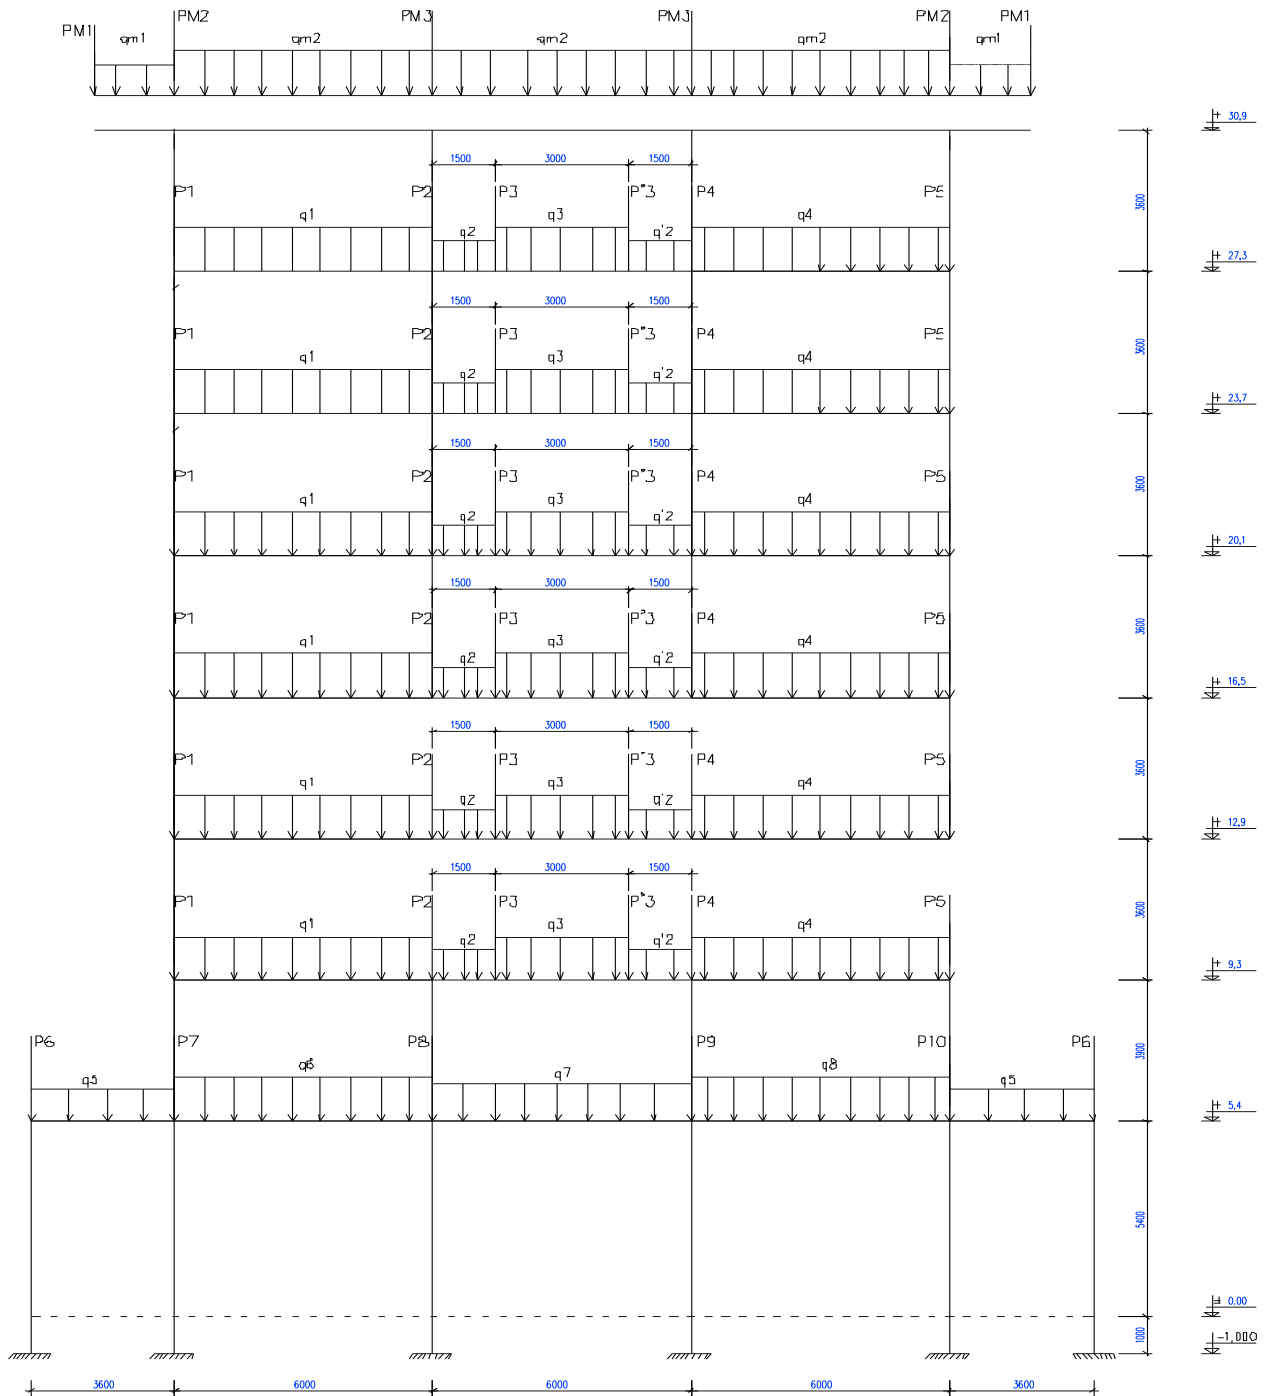 PM1 PM2 PM3 PM3 PM2 PM1
qm1 qm2 qm2 qm2 qm1
+ 30,9
1500 3000 1500
P1 P2 P3 P"3 P4 P5
q1 q2 q3 q'2 q4
3600
+ 27,3
1500 3000 1500
P1 P2 P3 P"3 P4 P5
q1 q2 q3 q'2 q4
3600
+ 23,7
1500 3000 1500
P1 P2 P3 P"3 P4 P5
q1 q2 q3 q'2 q4
3600
+ 20,1
1500 3000 1500
P1 P2 P3 P"3 P4 P5
q1 q2 q3 q'2 q4
3600
+ 16,5
1500 3000 1500
P1 P2 P3 P"3 P4 P5
q1 q2 q3 q'2 q4
3600
+ 12,9
1500 3000 1500
P1 P2 P3 P"3 P4 P5
q1 q2 q3 q'2 q4
3600
+ 9,3
P6 P7 P8 P9 P10 P6
q5 q6 q7 q8 q5
3900
+ 5,4
5400
± 0.00
1000
-1,000
3600 6000 6000 6000 3600